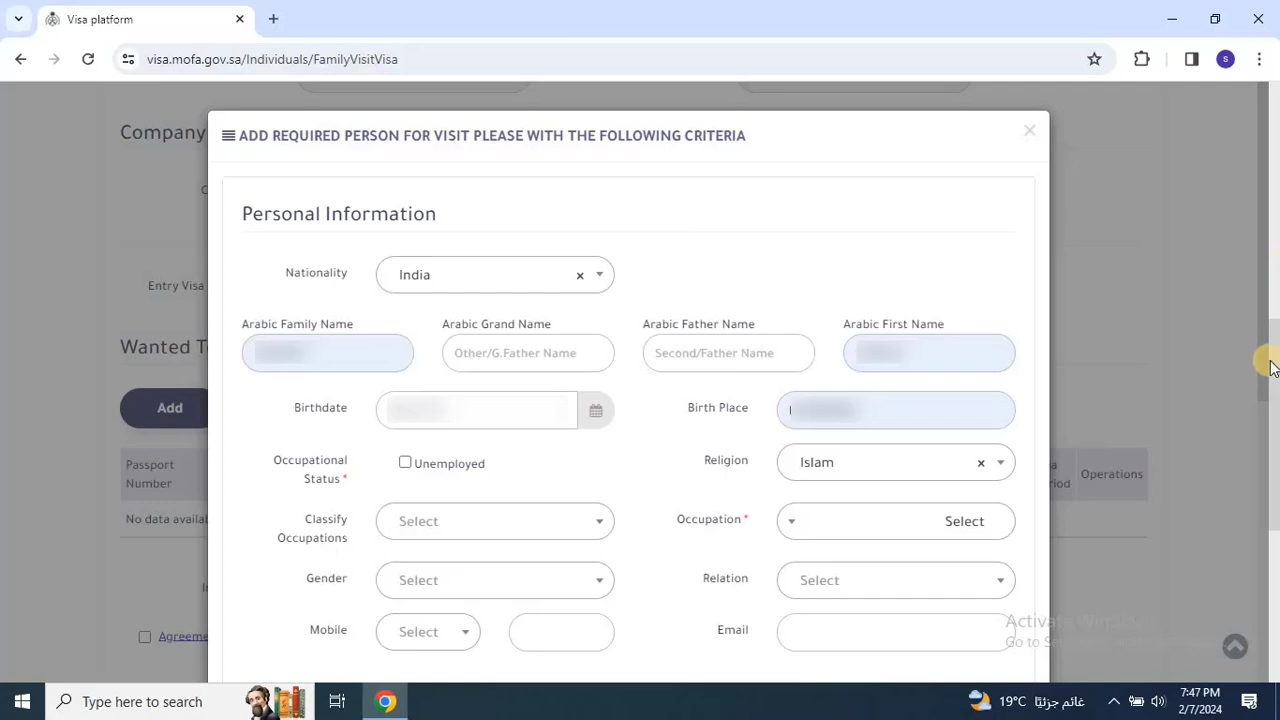 Visa platform
visa.mofa.gov.sa/Individuals/FamilyVisitVisa
S
Company
ADD REQUIRED PERSON FOR VISIT PLEASE WITH THE FOLLOWING CRITERIA
Personal Information
Nationality
India
Entry Visa
Arabic Family Name
Arabic Grand Name
Arabic Father Name
Arabic First Name
Wanted
Other/G.Father Name
Second/Father Name
Add
Birthdate
Birth Place
Occupational Status *
Unemployed
Religion
Islam
Passport Number
Operations
Classify Occupations
Select
Occupation *
Select
No data
Gender
Select
Relation
Select
Mobile
Select
Email
Activate Windows
Go to
Type here to search
19°C غائم جزئيًا
7:47 PM
2/7/2024